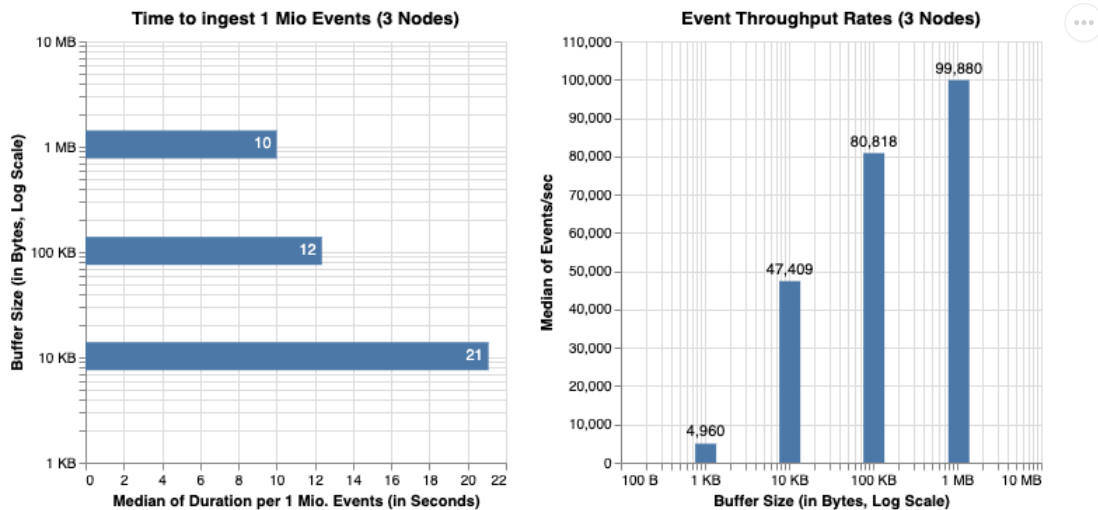 Time to ingest 1 Mio Events (3 Nodes)
10 MB
1 MB
100 KB
10 KB
1 KB
Buffer Size (in Bytes, Log Scale)
10
12
21
0 2 4 6 8 10 12 14 16 18 20 22
Median of Duration per 1 Mio. Events (in Seconds)
Event Throughput Rates (3 Nodes)
110,000
100,000
90,000
80,000
70,000
60,000
50,000
40,000
30,000
20,000
10,000
0
Median of Events/sec
4,960
47,409
80,818
99,880
100 B 1 KB 10 KB 100 KB 1 MB 10 MB
Buffer Size (in Bytes, Log Scale)